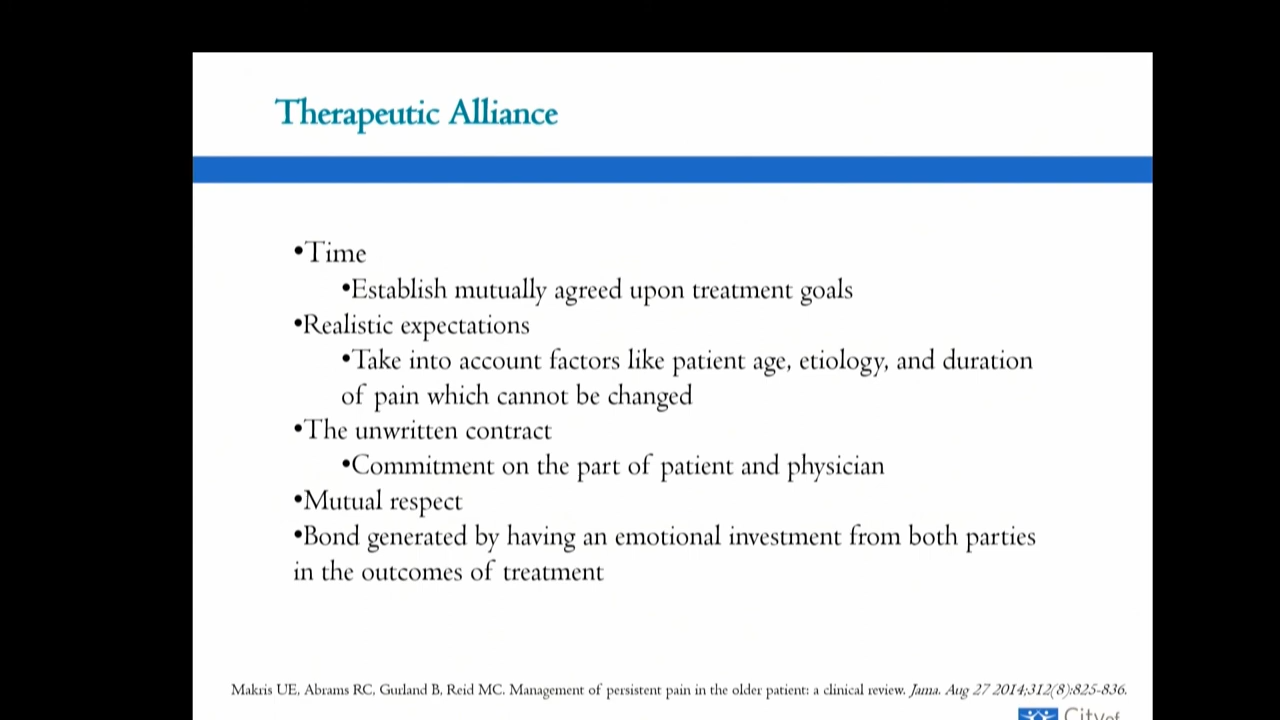 Therapeutic Alliance
•Time
•Establish mutually agreed upon treatment goals
•Realistic expectations
•Take into account factors like patient age, etiology, and duration
of pain which cannot be changed
•The unwritten contract
•Commitment on the part of patient and physician
•Mutual respect
•Bond generated by having an emotional investment from both parties
in the outcomes of treatment
Makris UE, Abrams RC, Gurland B, Reid MC. Management of persistent pain in the older patient: a clinical review. Jama. Aug 27 2014;312(8):825-836.
City of